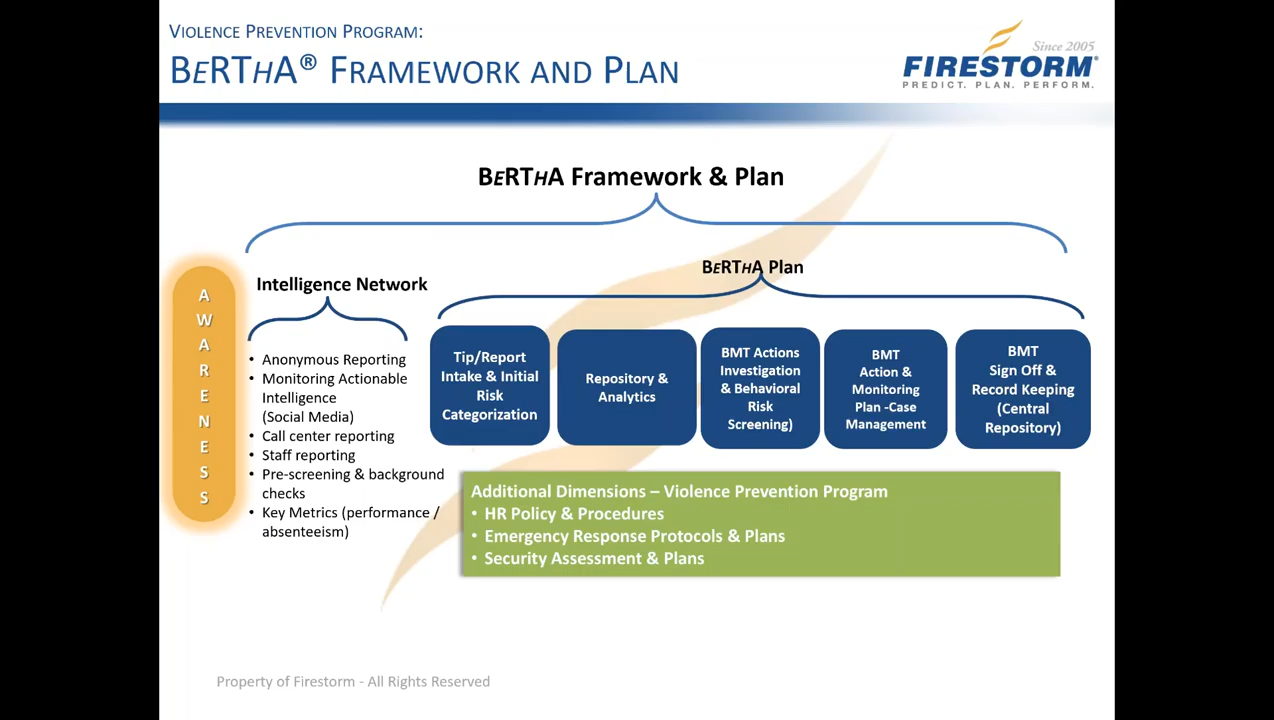 VIOLENCE PREVENTION PROGRAM:
BERTHA® FRAMEWORK AND PLAN
Since 2005
FIRESTORM®
PREDICT. PLAN. PERFORM.
BERTHA Framework & Plan
AWARENESS
Intelligence Network
• Anonymous Reporting
• Monitoring Actionable
Intelligence
(Social Media)
• Call center reporting
• Staff reporting
• Pre-screening & background
checks
• Key Metrics (performance /
absenteeism)
BERTHA Plan
Tip/Report
Intake & Initial
Risk
Categorization
Repository &
Analytics
BMT Actions
Investigation
& Behavioral
Risk
Screening)
BMT
Action &
Monitoring
Plan -Case
Management
BMT
Sign Off &
Record Keeping
(Central
Repository)
Additional Dimensions – Violence Prevention Program
• HR Policy & Procedures
• Emergency Response Protocols & Plans
• Security Assessment & Plans
Property of Firestorm - All Rights Reserved